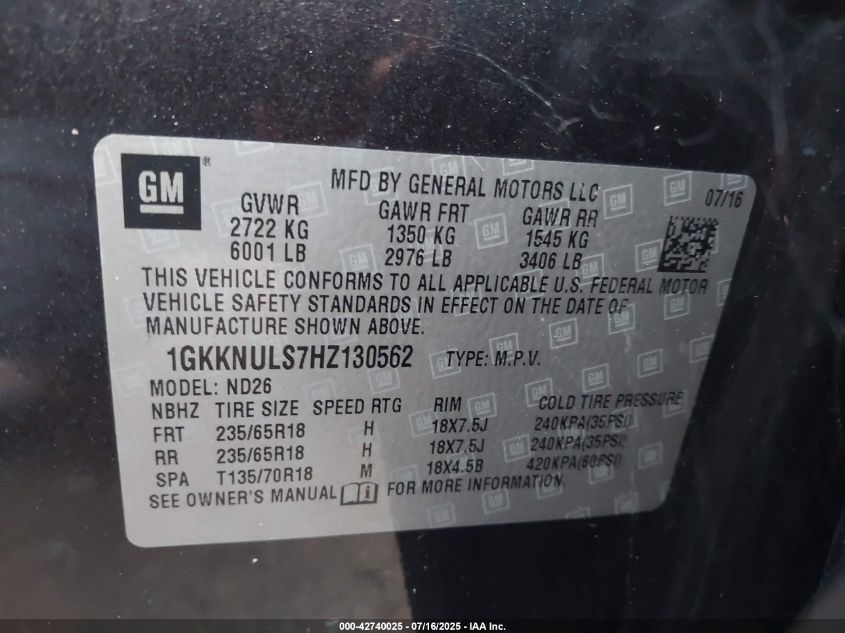 GM
®
MFD BY GENERAL MOTORS LLC
07/16
GVWR GAWR FRT GAWR RR
2722 KG 1350 KG 1545 KG
6001 LB 2976 LB 3406 LB
THIS VEHICLE CONFORMS TO ALL APPLICABLE U.S. FEDERAL MOTOR
VEHICLE SAFETY STANDARDS IN EFFECT ON THE DATE OF
MANUFACTURE SHOWN ABOVE.
1GKKNULS7HZ130562 TYPE: M.P.V.
MODEL: ND26
NBHZ TIRE SIZE SPEED RTG RIM COLD TIRE PRESSURE
FRT 235/65R18 H 18X7.5J 240KPA(35PSI)
RR 235/65R18 H 18X7.5J 240KPA(35PSI)
SPA T135/70R18 M 18X4.5B 420KPA(60PSI)
SEE OWNER'S MANUAL i FOR MORE INFORMATION.
000-42740025 - 07/16/2025 - IAA Inc.